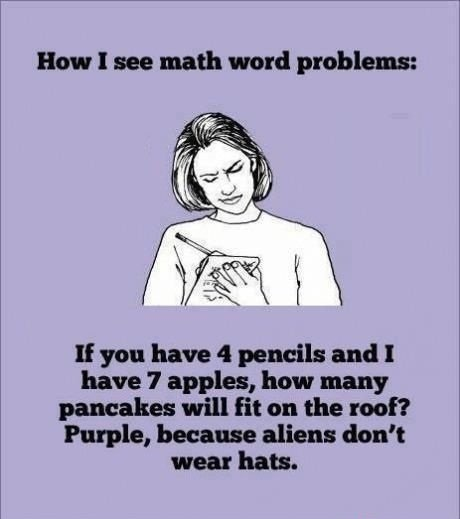 How I see math word problems:
If you have 4 pencils and I
have 7 apples, how many
pancakes will fit on the roof?
Purple, because aliens don't
wear hats.